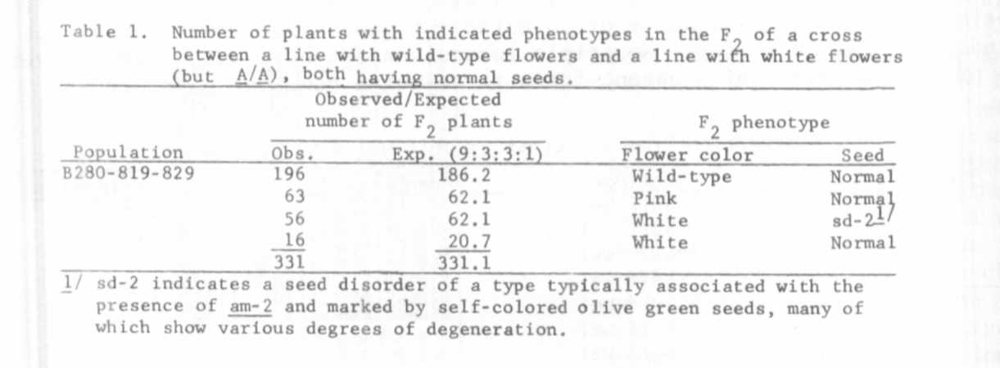 Table 1. Number of plants with indicated phenotypes in the F2 of a cross
between a line with wild-type flowers and a line with white flowers
(but A/A), both having normal seeds.
Observed/Expected
number of F2 plants F2 phenotype
Population Obs. Exp. (9:3:3:1) Flower color Seed
B280-819-829 196 186.2 Wild-type Normal
63 62.1 Pink Normal
56 62.1 White sd-2 1/
16 20.7 White Normal
331 331.1
1/ sd-2 indicates a seed disorder of a type typically associated with the
presence of am-2 and marked by self-colored olive green seeds, many of
which show various degrees of degeneration.